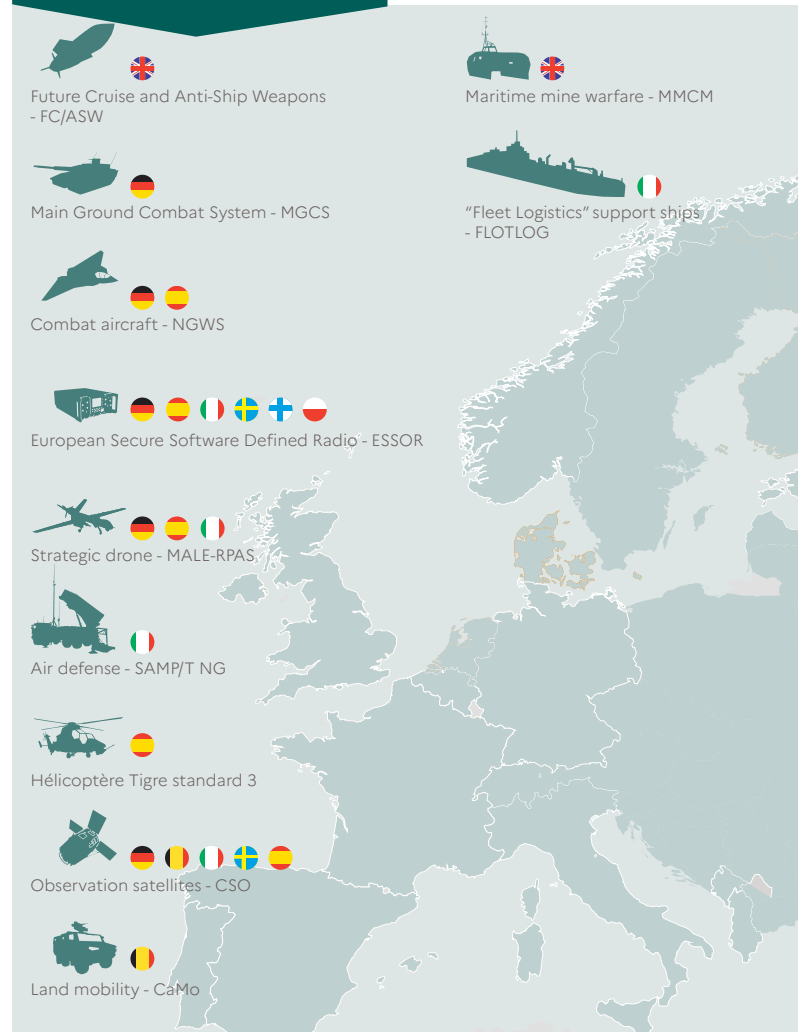 Future Cruise and Anti-Ship Weapons
- FC/ASW
Main Ground Combat System - MGCS
Combat aircraft - NGWS
European Secure Software Defined Radio - ESSOR
Strategic drone - MALE-RPAS
Air defense - SAMP/T NG
Hélicoptère Tigre standard 3
Observation satellites - CSO
Land mobility - CaMo
Maritime mine warfare - MMCM
“Fleet Logistics” support ships
- FLOTLOG